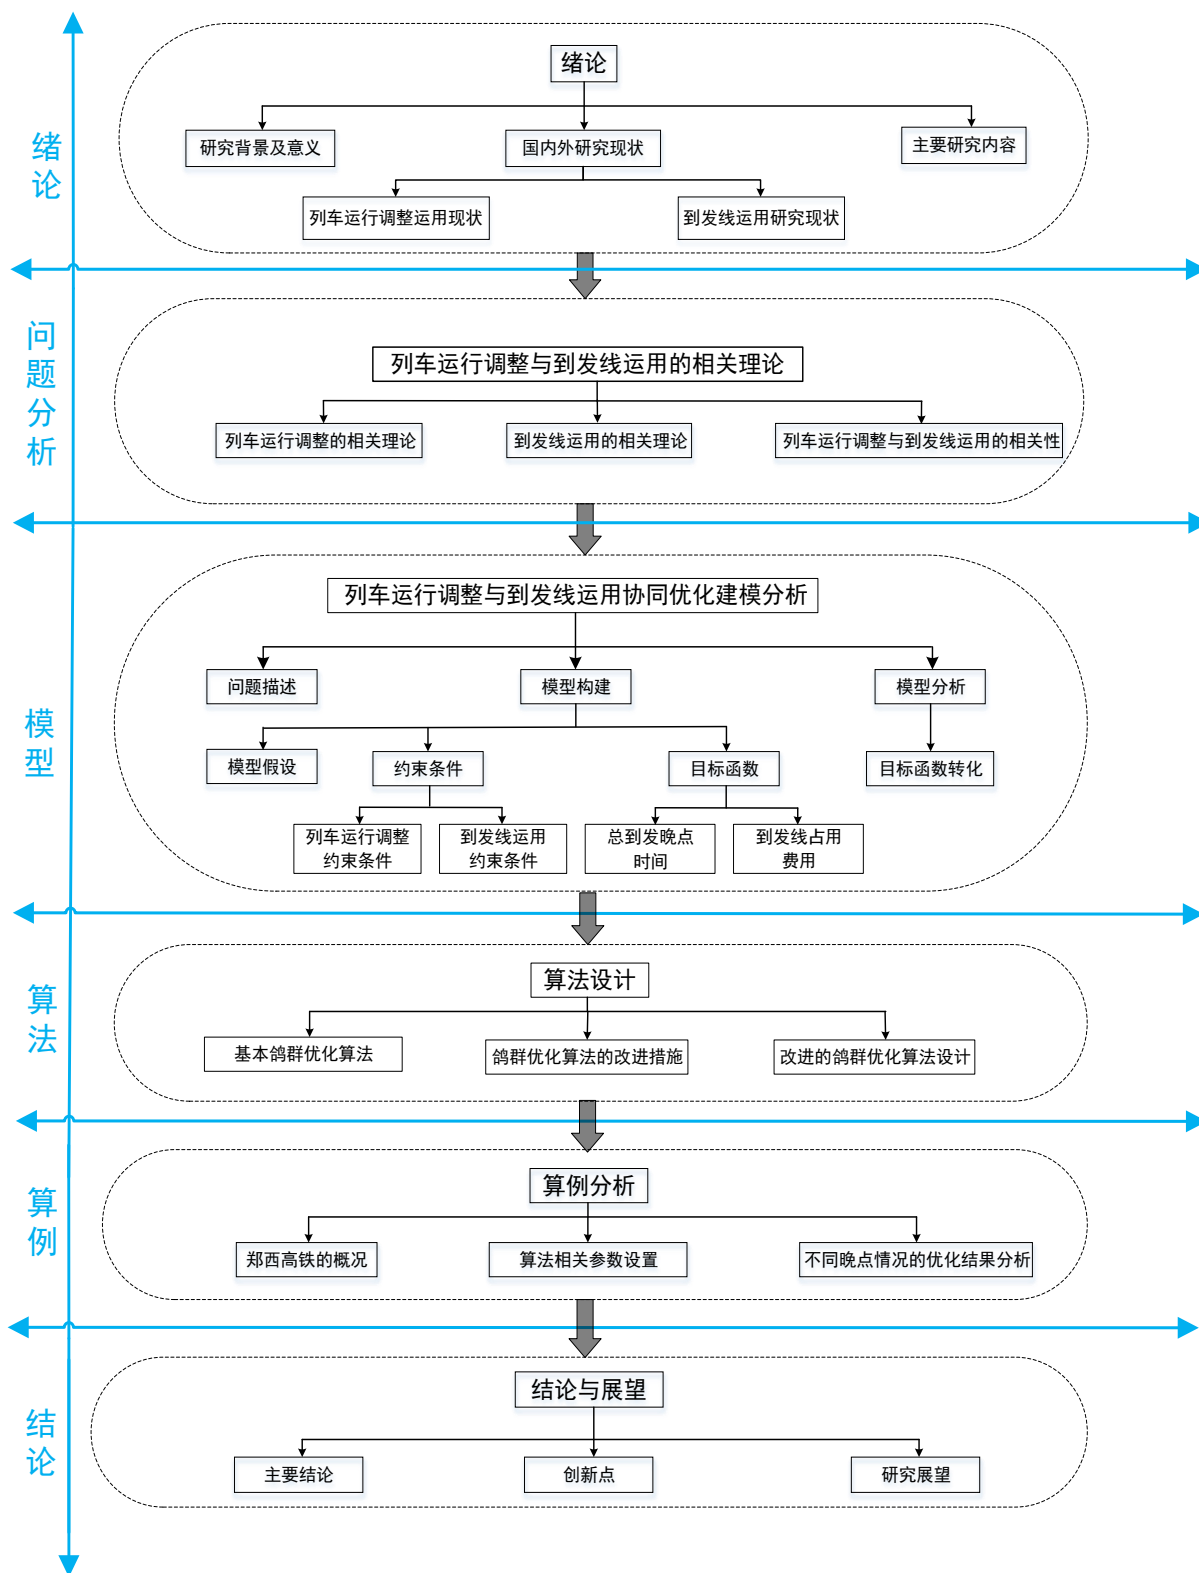 绪论
绪论
研究背景及意义
国内外研究现状
主要研究内容
列车运行调整运用现状
到发线运用研究现状
问题分析
列车运行调整与到发线运用的相关理论
列车运行调整的相关理论
到发线运用的相关理论
列车运行调整与到发线运用的相关性
模型
列车运行调整与到发线运用协同优化建模分析
问题描述
模型构建
模型分析
模型假设
约束条件
目标函数
目标函数转化
列车运行调整
约束条件
到发线运用
约束条件
总到发晚点
时间
到发线占用
费用
算法
算法设计
基本鸽群优化算法
鸽群优化算法的改进措施
改进的鸽群优化算法设计
算例
算例分析
郑西高铁的概况
算法相关参数设置
不同晚点情况的优化结果分析
结论
结论与展望
主要结论
创新点
研究展望